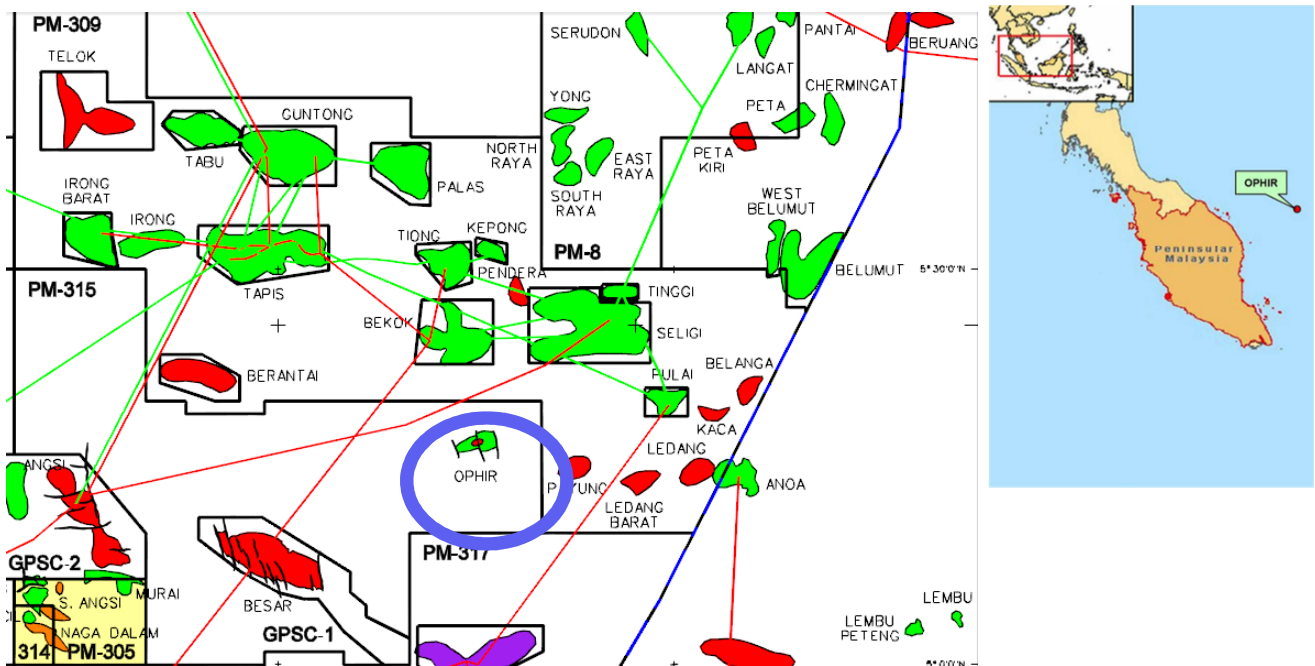 PM-309
TELOK
GUNTONG
TABU
PALAS
IRONG
BARAT
IRONG
TAPIS
PM-315
BERANTAI
SERUDON
LANGAT
PANTAI
BERUANG
YONG
NORTH
RAYA
EAST
RAYA
SOUTH
RAYA
PETA
CHERMINGAT
PETA
KIRI
WEST
BELUMUT
BELUMUT
PM-8
5°30'0"N
TIONG
KEPONG
PENDERA
TINGGI
BEKOK
SELIGI
PULAI
BELANGA
KACA
LEDANG
LEDANG
BARAT
ANOA
OPHIR
ANGSI
GPSC-2
S. ANGSI
MURAI
NAGA DALAM
314
PM-305
BESAR
GPSC-1
PM-317
LEMBU
LEMBU
PETENG
OPHIR
Peninsular
Malaysia